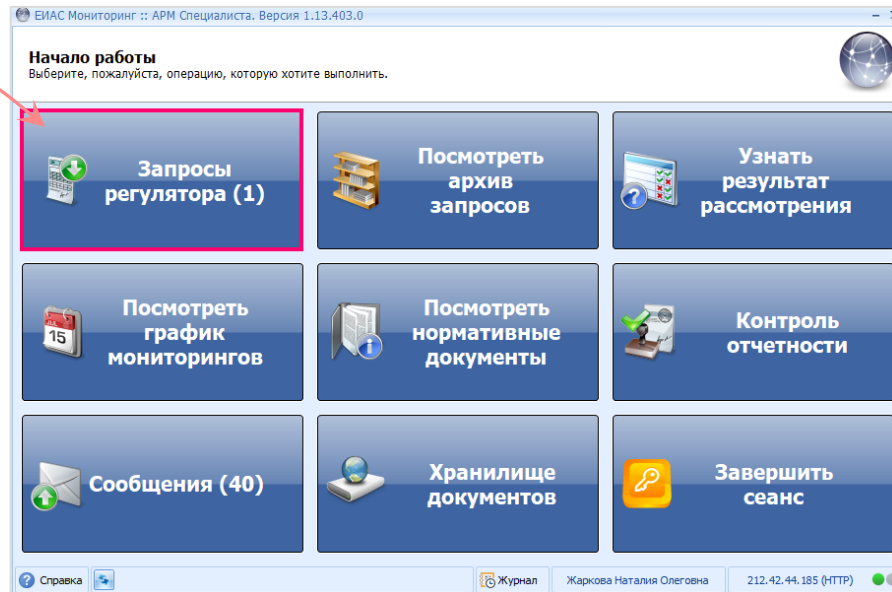 ЕИАС Мониторинг :: АРМ Специалиста. Версия 1.13.403.0
Начало работы
Выберите, пожалуйста, операцию, которую хотите выполнить.
Запросы
регулятора (1)
Посмотреть
архив
запросов
Узнать
результат
рассмотрения
Посмотреть
график
мониторингов
Посмотреть
нормативные
документы
Контроль
отчетности
Сообщения (40)
Хранилище
документов
Завершить
сеанс
Справка
Журнал
Жаркова Наталия Олеговна
212.42.44.185 (HTTP)